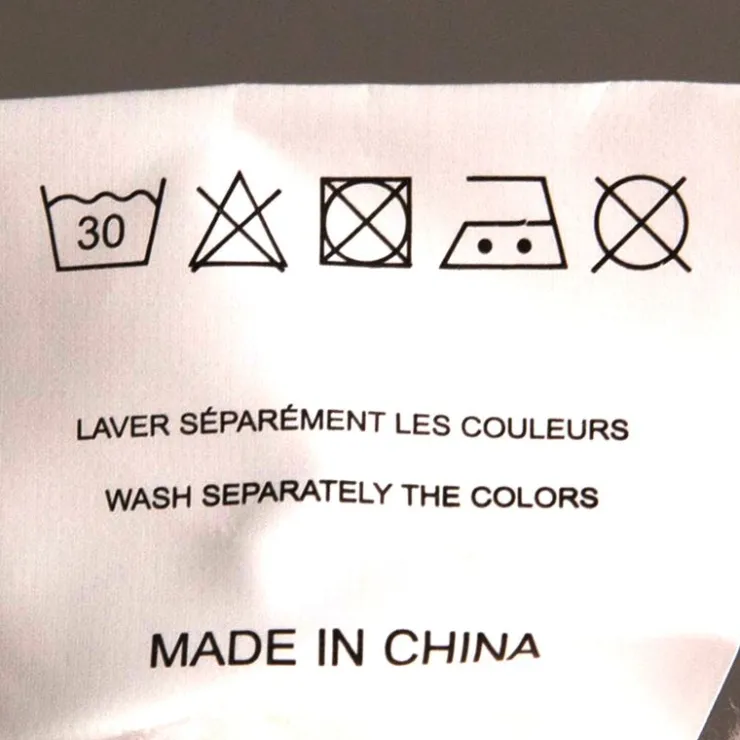 30
LAVER SÉPARÉMENT LES COULEURS
WASH SEPARATELY THE COLORS
MADE IN CHINA